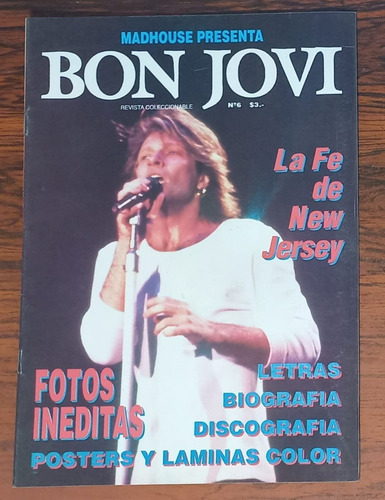 MADHOUSE PRESENTA
BON JOVI
REVISTA COLECCIONABLE Nº6 $3.-
La Fe
de
New
Jersey
FOTOS
INEDITAS
LETRAS
BIOGRAFIA
DISCOGRAFIA
POSTERS Y LAMINAS COLOR